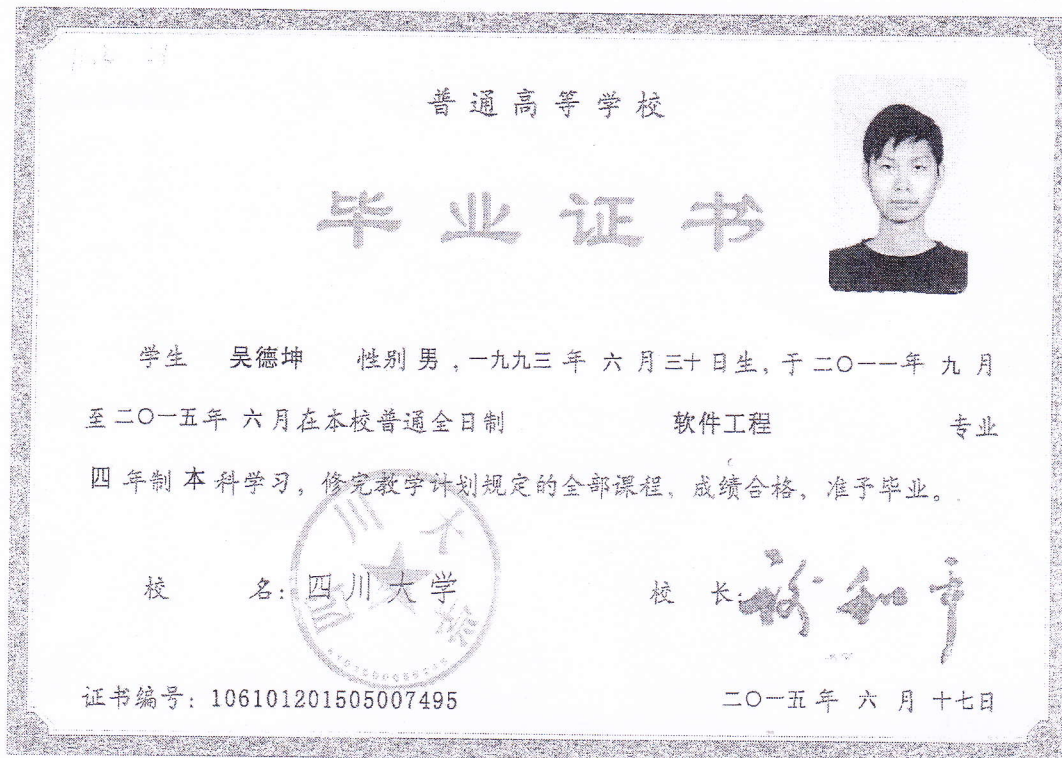 普通高等学校
毕业证书
学生 吴德坤 性别 男 ，一九九三 年 六 月三十日生，于 二〇一一年 九 月
至二〇一五年 六月在本校普通全日制 软件工程 专业
四 年制 本 科学习，修完教学计划规定的全部课程，成绩合格，准予毕业。
校 名：四川大学 校 长：
四川大学
证书编号：106101201505007495 二〇一五年 六 月 十七日